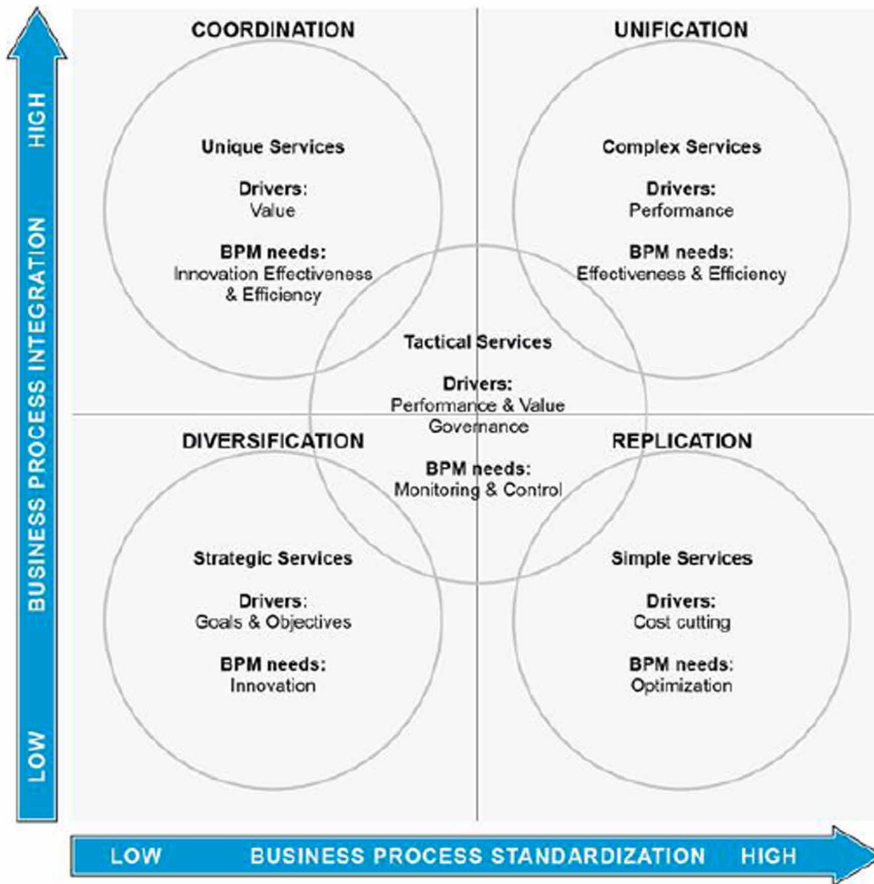 COORDINATION
UNIFICATION
Unique Services
Drivers:
Value
BPM needs:
Innovation Effectiveness
& Efficiency
Complex Services
Drivers:
Performance
BPM needs:
Effectiveness & Efficiency
Tactical Services
Drivers:
Performance & Value
Governance
BPM needs:
Monitoring & Control
DIVERSIFICATION
REPLICATION
Strategic Services
Drivers:
Goals & Objectives
BPM needs:
Innovation
Simple Services
Drivers:
Cost cutting
BPM needs:
Optimization
LOW BUSINESS PROCESS INTEGRATION HIGH
LOW BUSINESS PROCESS STANDARDIZATION HIGH